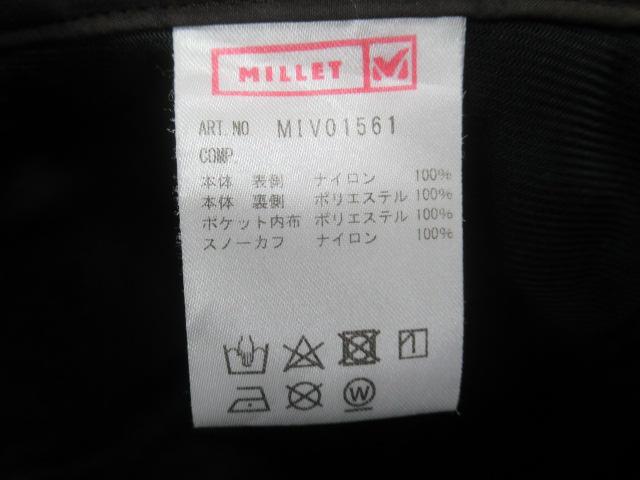 MILLET
ART.NO MIV01561
COMP.
本体 表側 ナイロン 100%
本体 裏側 ポリエステル 100%
ポケット内布 ポリエステル 100%
スノーカフ ナイロン 100%
W